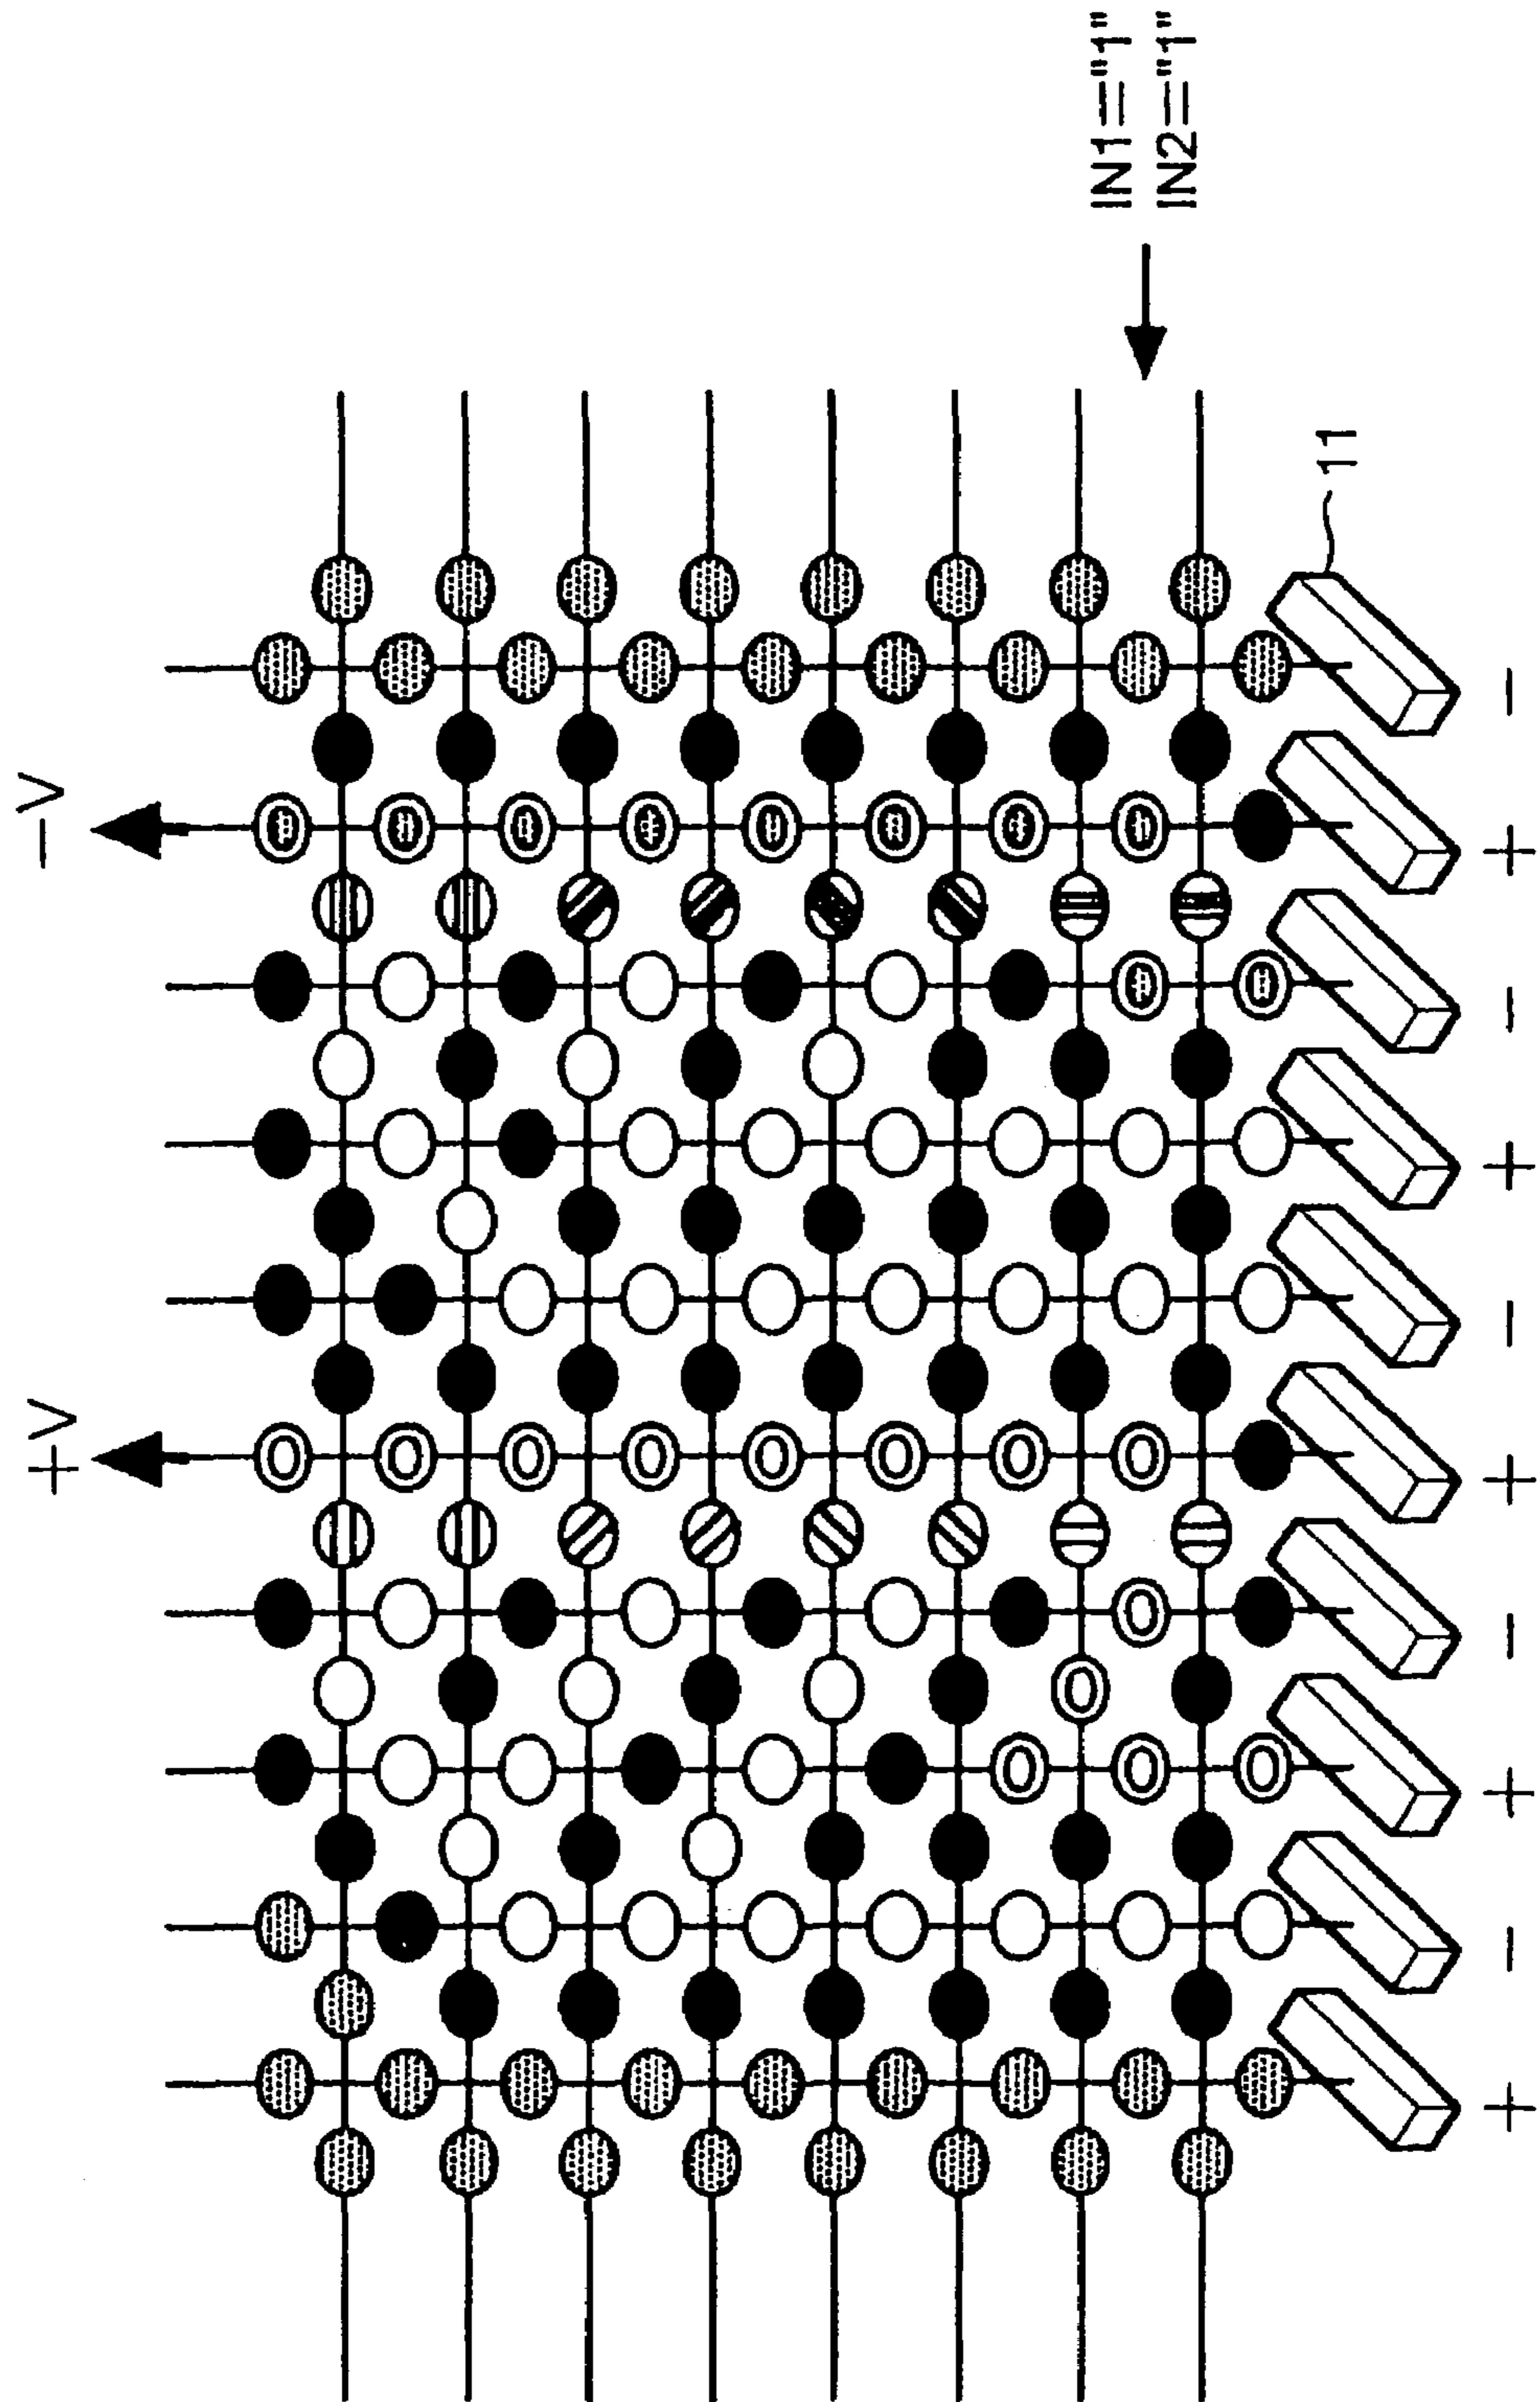 −V
+V
IN1="1"
IN2="1"
11
+ − + − + − + − + −